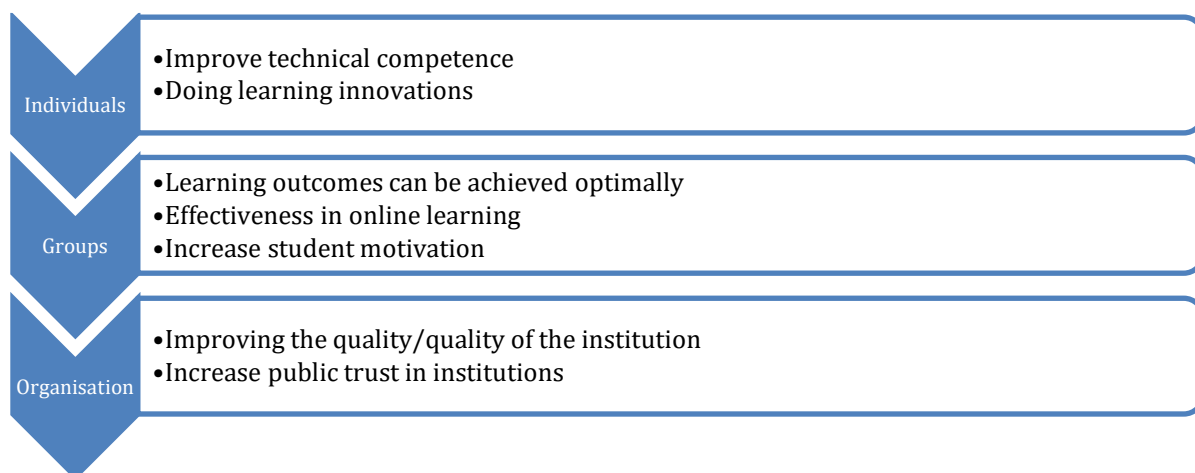 Individuals
•Improve technical competence
•Doing learning innovations
Groups
•Learning outcomes can be achieved optimally
•Effectiveness in online learning
•Increase student motivation
Organisation
•Improving the quality/quality of the institution
•Increase public trust in institutions